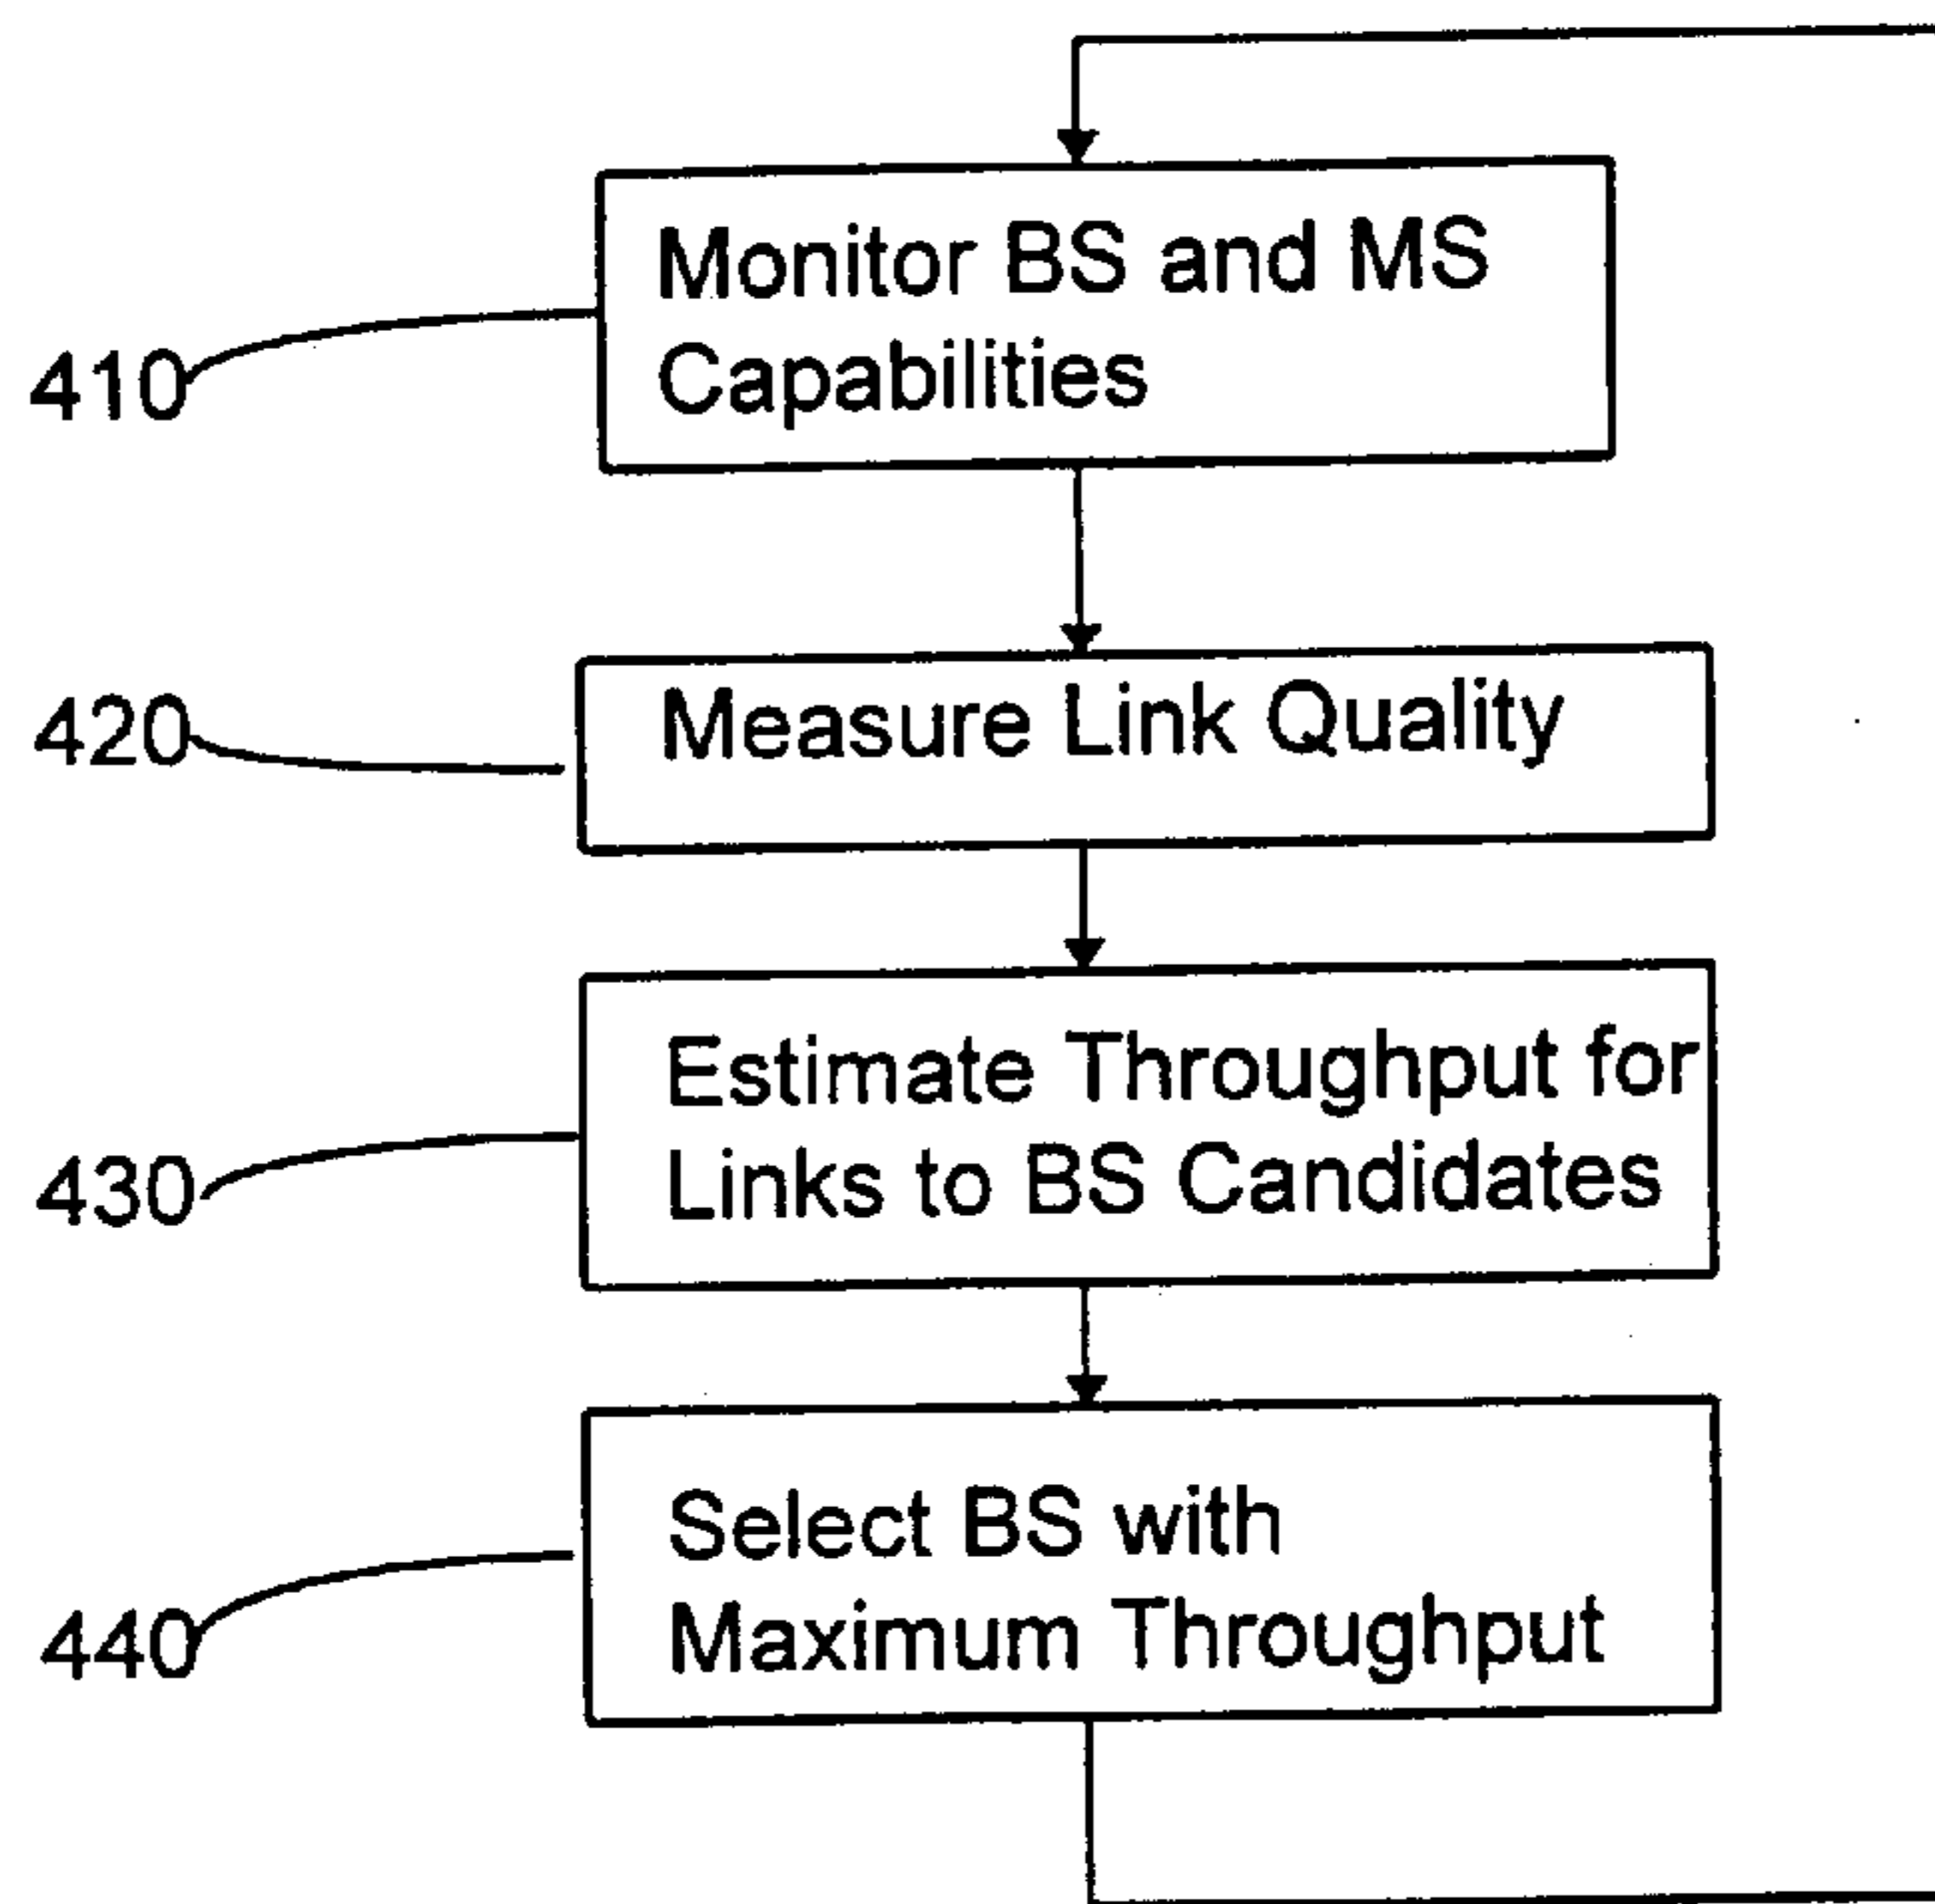 Monitor BS and MS
Capabilities
410
Measure Link Quality
420
Estimate Throughput for
Links to BS Candidates
430
Select BS with
Maximum Throughput
440